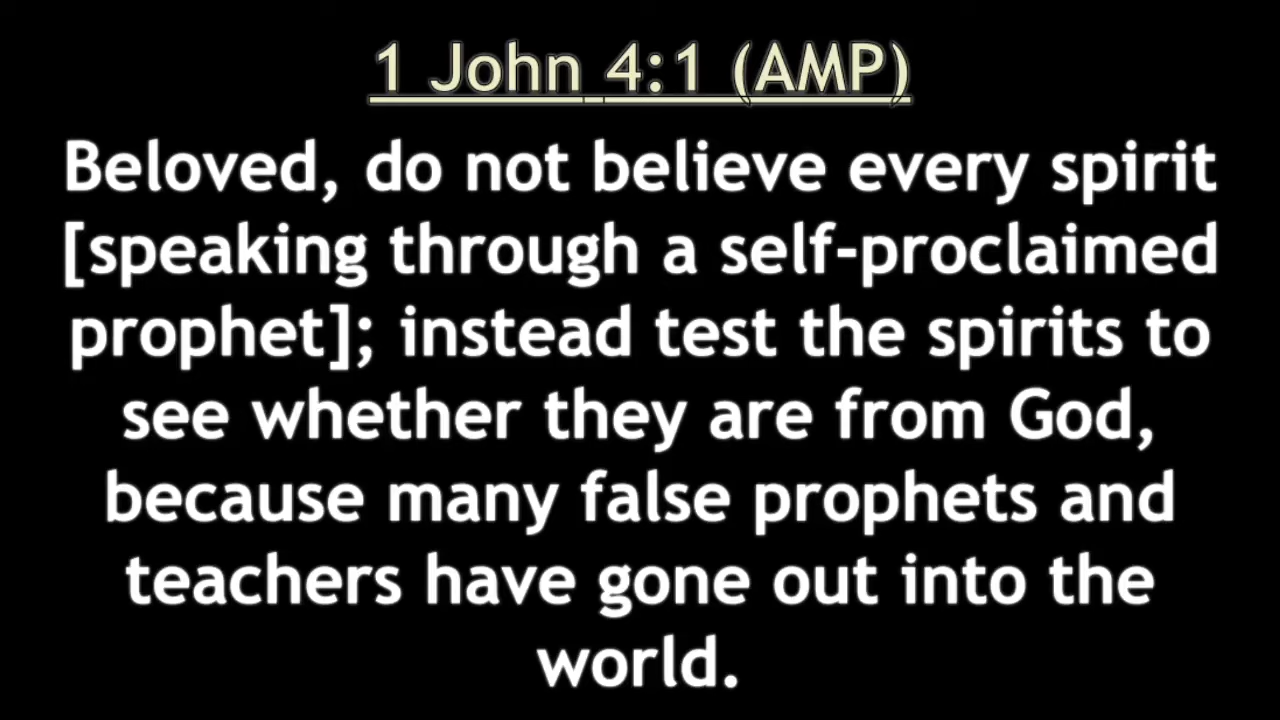 1 John 4:1 (AMP)
Beloved, do not believe every spirit
[speaking through a self-proclaimed
prophet]; instead test the spirits to
see whether they are from God,
because many false prophets and
teachers have gone out into the
world.